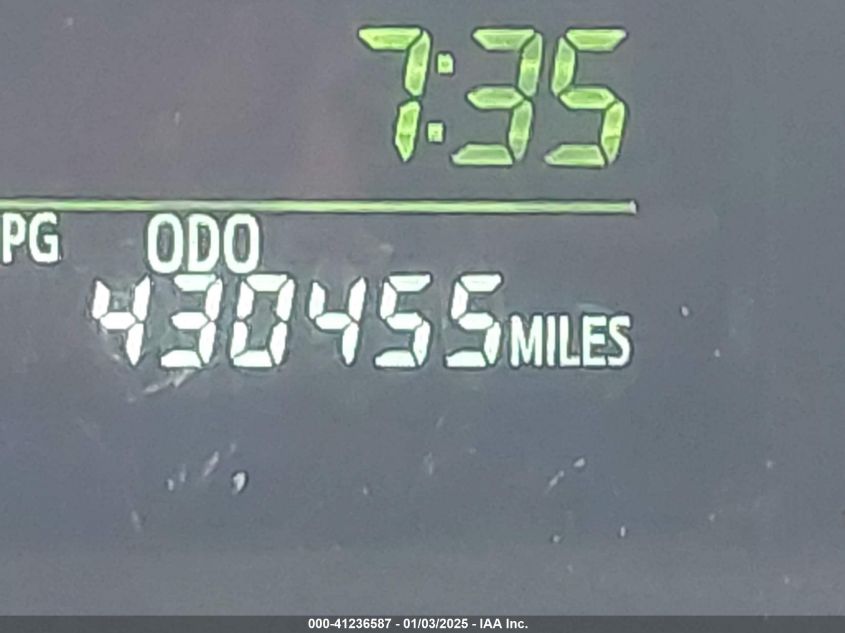 7:35
PG ODO
430455 MILES
000-41236587 - 01/03/2025 - IAA Inc.